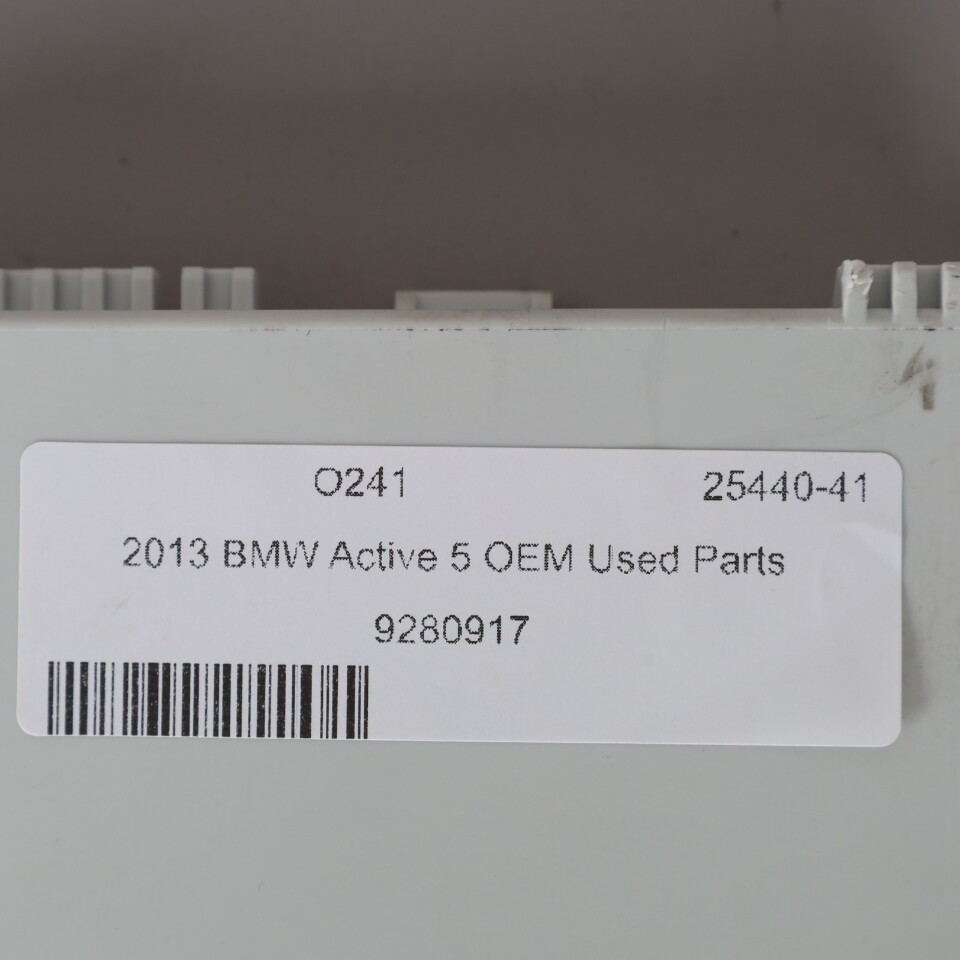 O241 25440-41
2013 BMW Active 5 OEM Used Parts
9280917